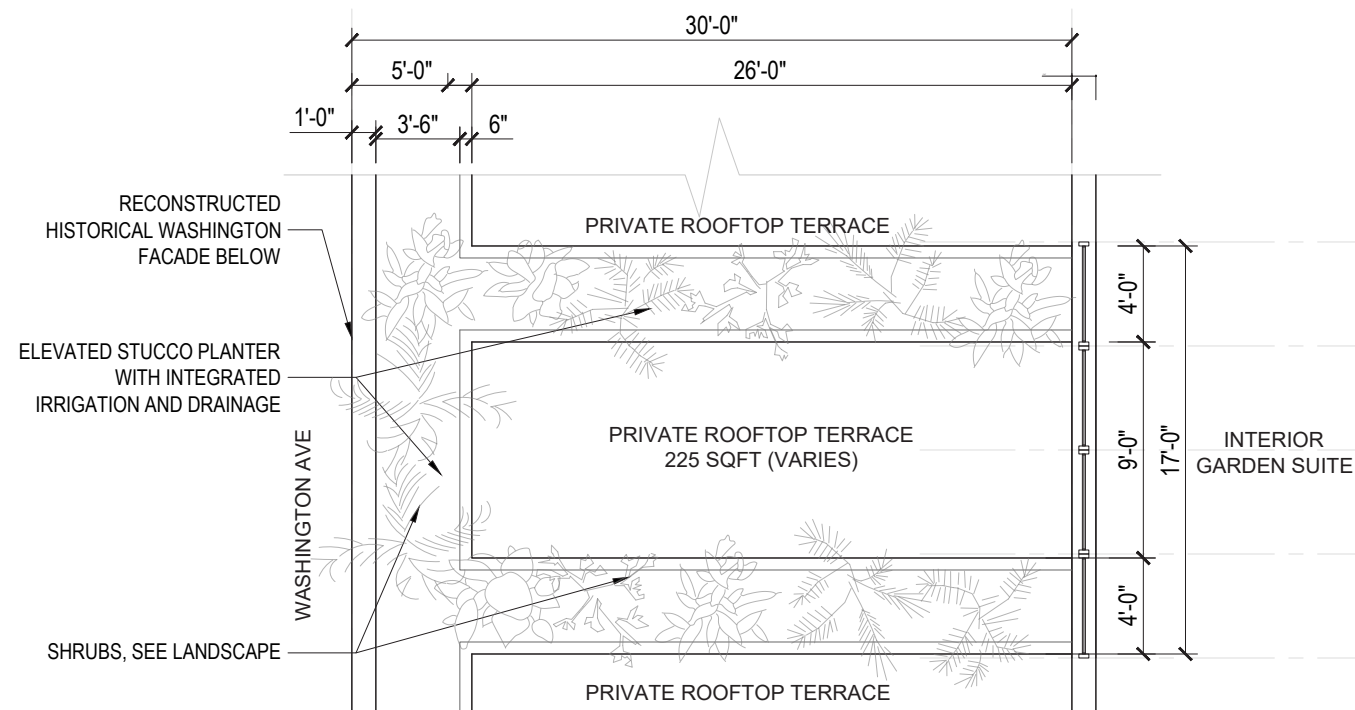 30'-0"
5'-0"
26'-0"
1'-0"
3'-6"
6"
RECONSTRUCTED
HISTORICAL WASHINGTON
FACADE BELOW
PRIVATE ROOFTOP TERRACE
4'-0"
ELEVATED STUCCO PLANTER
WITH INTEGRATED
IRRIGATION AND DRAINAGE
PRIVATE ROOFTOP TERRACE
225 SQFT (VARIES)
9'-0"
17'-0"
INTERIOR
GARDEN SUITE
WASHINGTON AVE
4'-0"
SHRUBS, SEE LANDSCAPE
PRIVATE ROOFTOP TERRACE